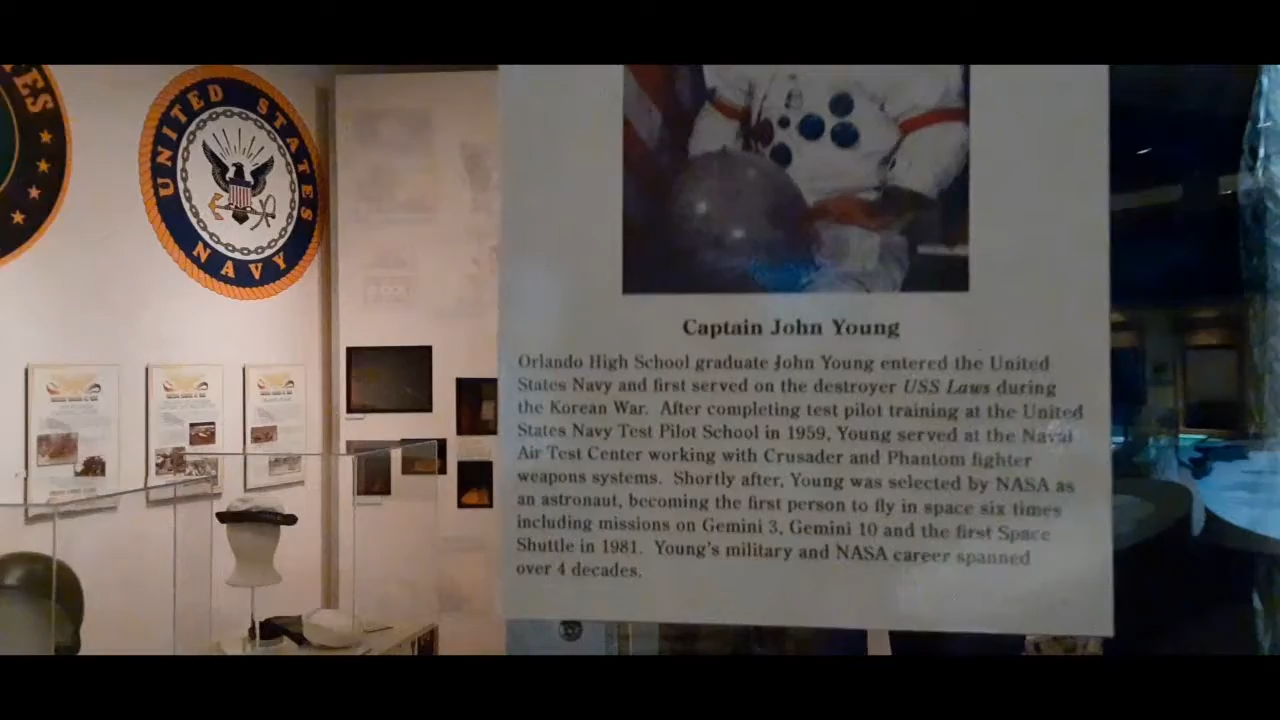 ES
UNITED STATES
NAVY
Captain John Young
Orlando High School graduate John Young entered the United
States Navy and first served on the destroyer USS Laws during
the Korean War. After completing test pilot training at the United
States Navy Test Pilot School in 1959, Young served at the Naval
Air Test Center working with Crusader and Phantom fighter
weapons systems. Shortly after, Young was selected by NASA as
an astronaut, becoming the first person to fly in space six times
including missions on Gemini 3, Gemini 10 and the first Space
Shuttle in 1981. Young's military and NASA career spanned
over 4 decades.